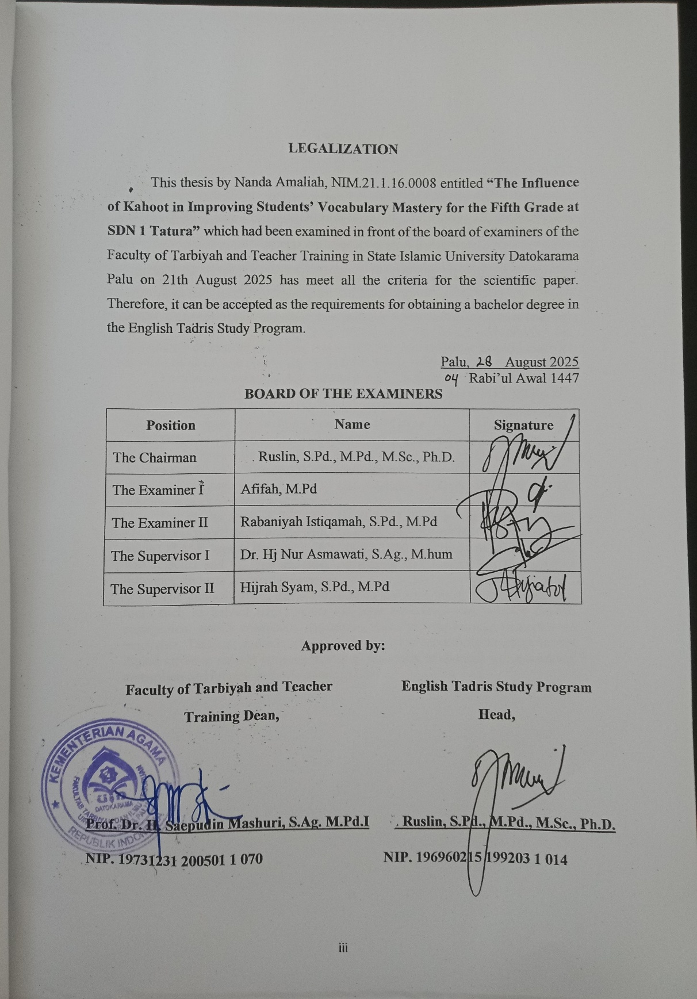 LEGALIZATION
This thesis by Nanda Amaliah, NIM.21.1.16.0008 entitled “The Influence
of Kahoot in Improving Students’ Vocabulary Mastery for the Fifth Grade at
SDN 1 Tatura” which had been examined in front of the board of examiners of the
Faculty of Tarbiyah and Teacher Training in State Islamic University Datokarama
Palu on 21th August 2025 has meet all the criteria for the scientific paper.
Therefore, it can be accepted as the requirements for obtaining a bachelor degree in
the English Tadris Study Program.
Palu, 28 August 2025
04 Rabi’ul Awal 1447
BOARD OF THE EXAMINERS
Position Name Signature
The Chairman Ruslin, S.Pd., M.Pd., M.Sc., Ph.D.
The Examiner I Afifah, M.Pd
The Examiner II Rabaniyah Istiqamah, S.Pd., M.Pd
The Supervisor I Dr. Hj Nur Asmawati, S.Ag., M.hum
The Supervisor II Hijrah Syam, S.Pd., M.Pd
Approved by:
Faculty of Tarbiyah and Teacher
Training Dean,
English Tadris Study Program
Head,
KEMENTERIAN AGAMA
DATOKARAMA
FAKULTAS TARBIYAH DAN ILMU
REPUBLIK
Prof. Dr. H. Saepudin Mashuri, S.Ag. M.Pd.I
NIP. 19731231 200501 1 070
Ruslin, S.Pd., M.Pd., M.Sc., Ph.D.
NIP. 196960215 199203 1 014
iii